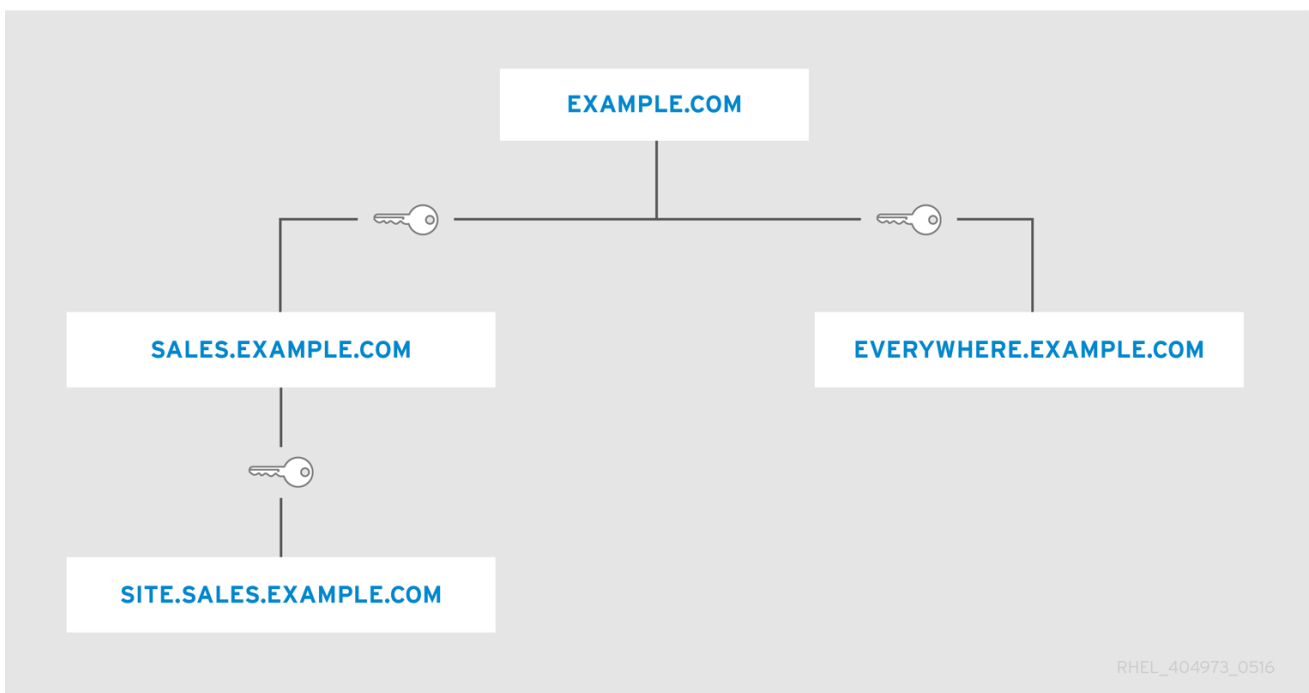 EXAMPLE.COM
SALES.EXAMPLE.COM
EVERYWHERE.EXAMPLE.COM
SITE.SALES.EXAMPLE.COM
RHEL_404973_0516